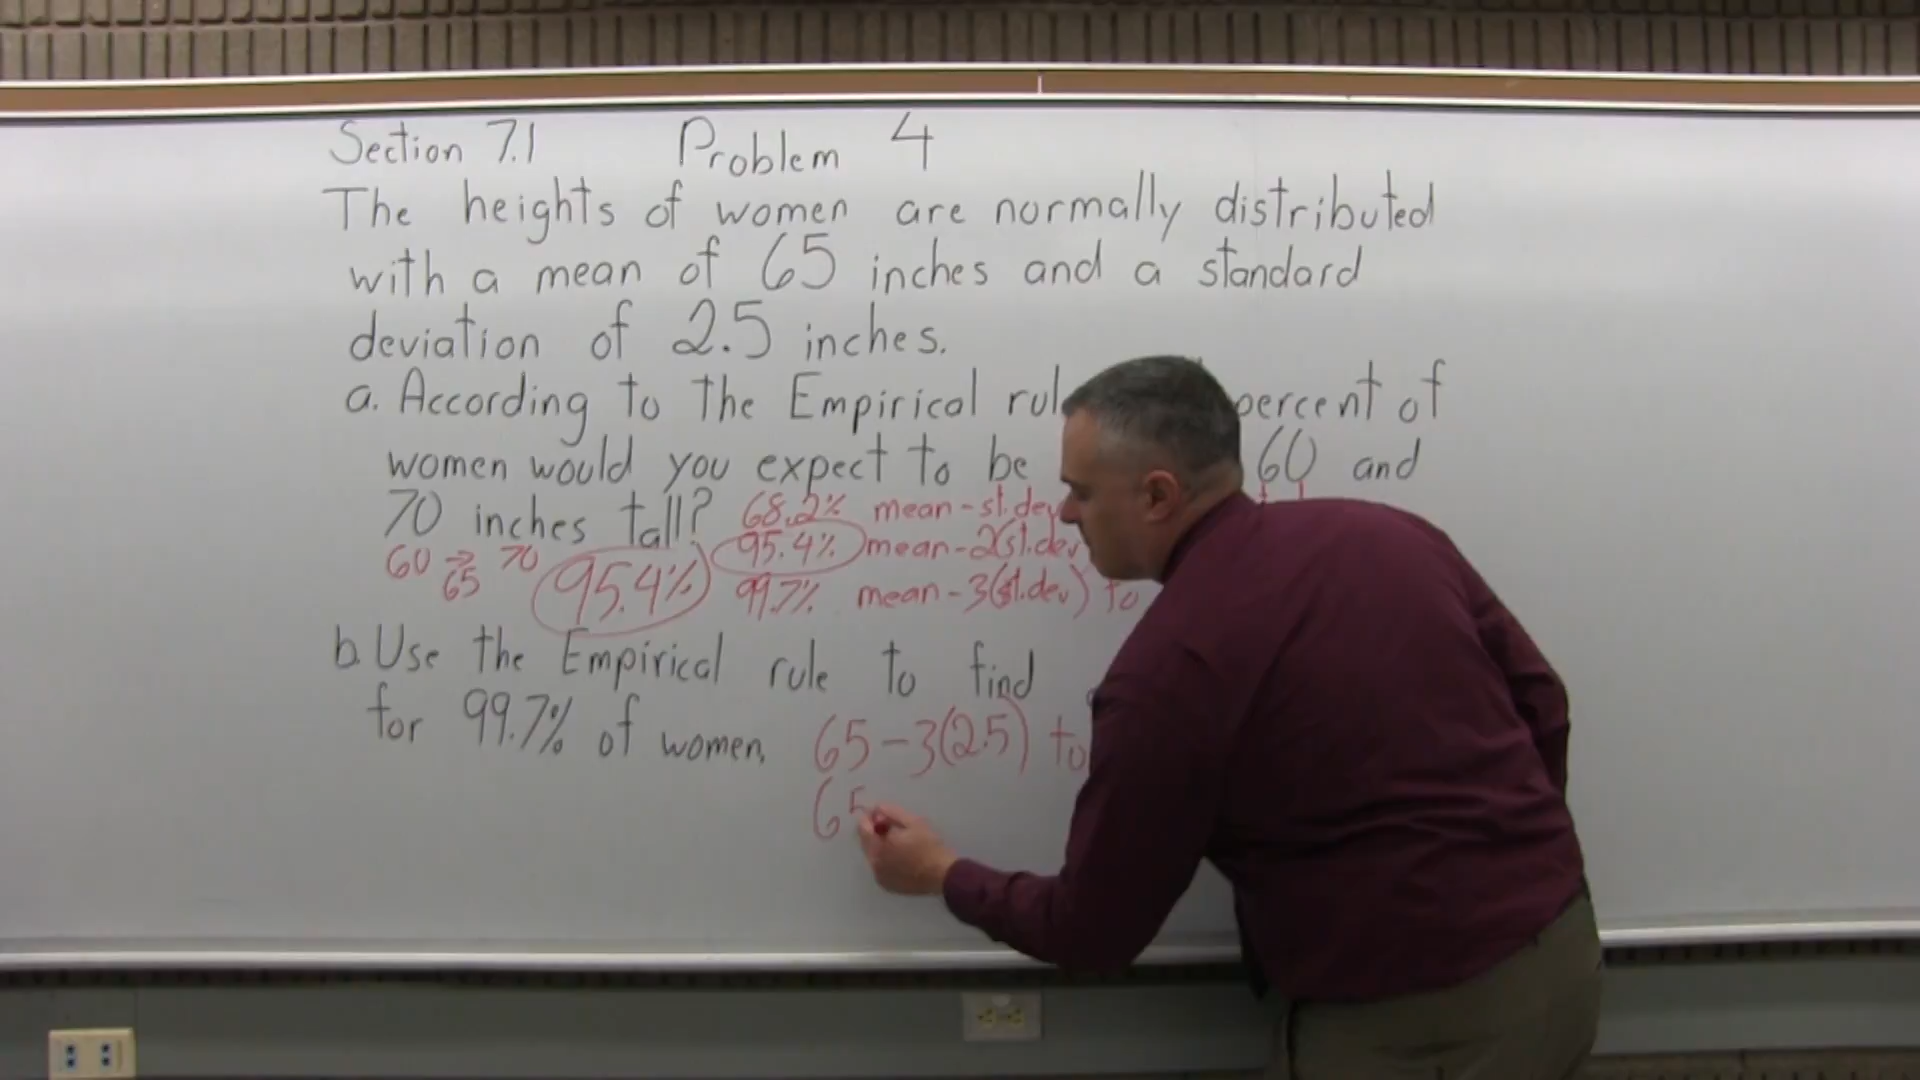 Section 7.1 Problem 4
The heights of women are normally distributed
with a mean of 65 inches and a standard
deviation of 2.5 inches.
a. According to the Empirical percent of
women would you expect to be 60 and
70 inches tall? 68.2% mean - st.dev
60 → 70 95.4% mean - 2(st.dev
65 95.4% 99.7% mean - 3(st.dev) to
b. Use the Empirical rule to find
for 99.7% of women. 65 - 3(2.5) to
65